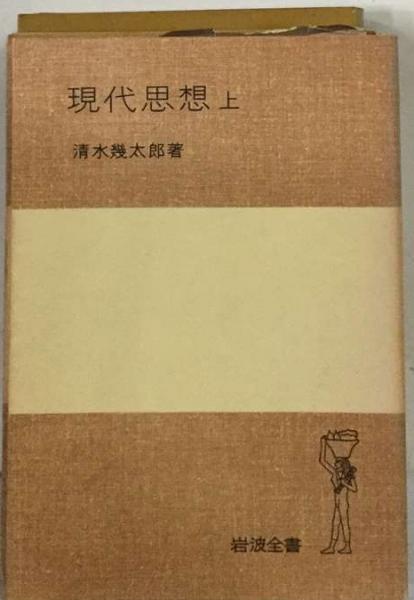 現代思想 上
清水幾太郎著
岩波全書